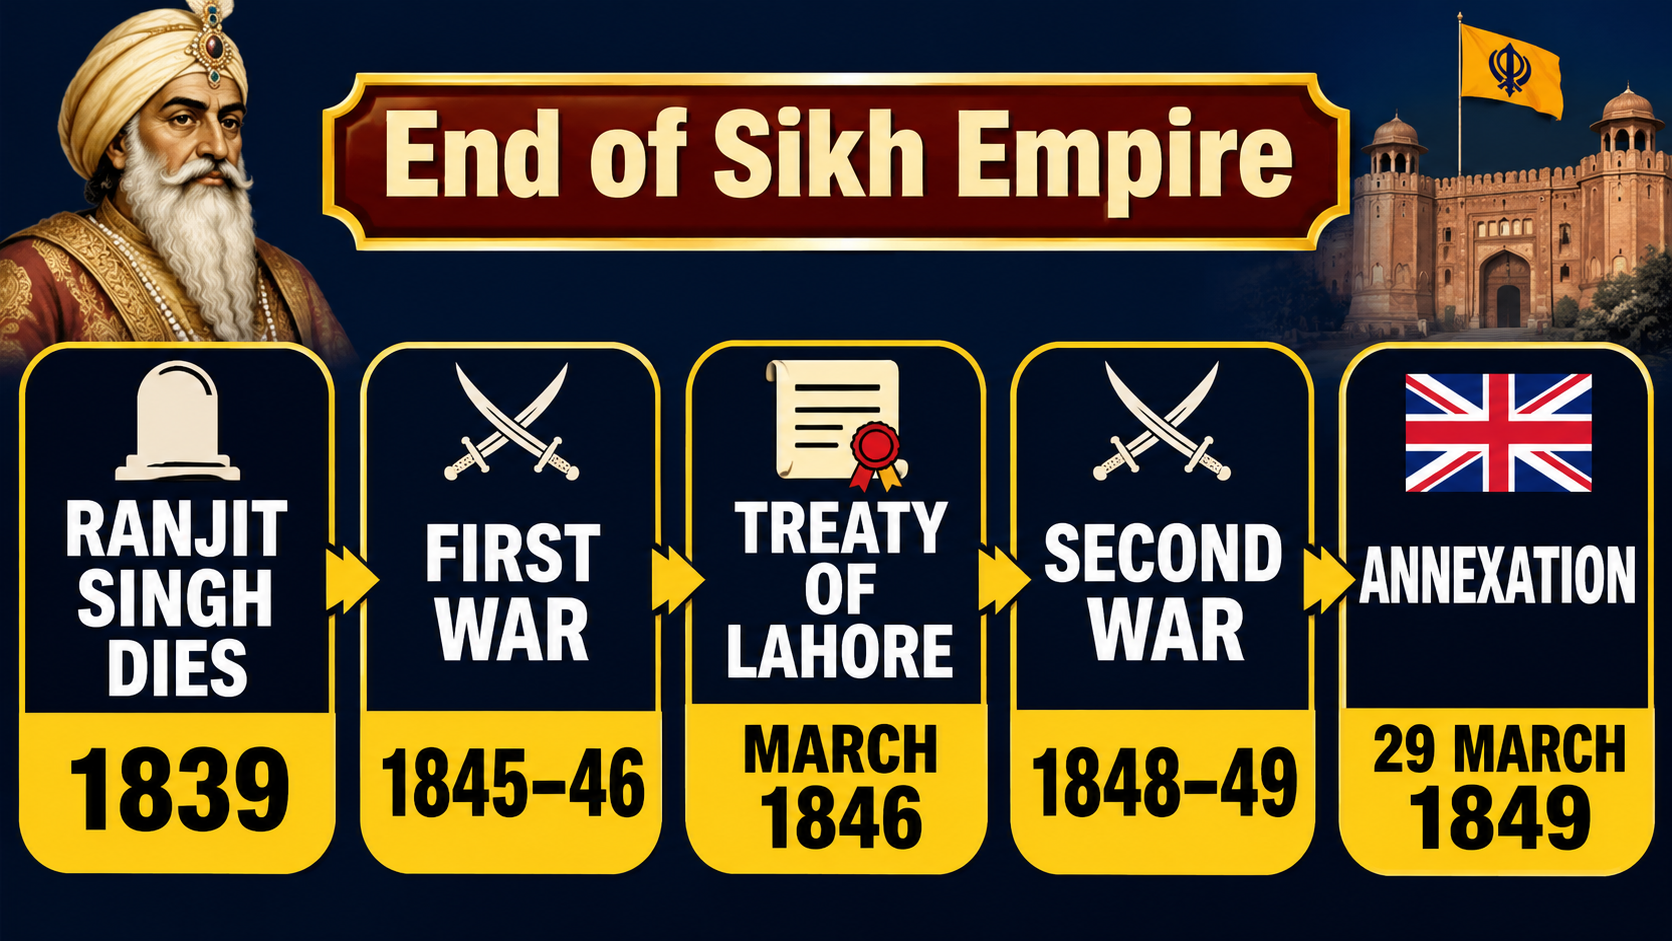 End of Sikh Empire
RANJIT
SINGH
DIES
1839
FIRST
WAR
1845–46
TREATY
OF
LAHORE
MARCH
1846
SECOND
WAR
1848–49
ANNEXATION
29 MARCH
1849